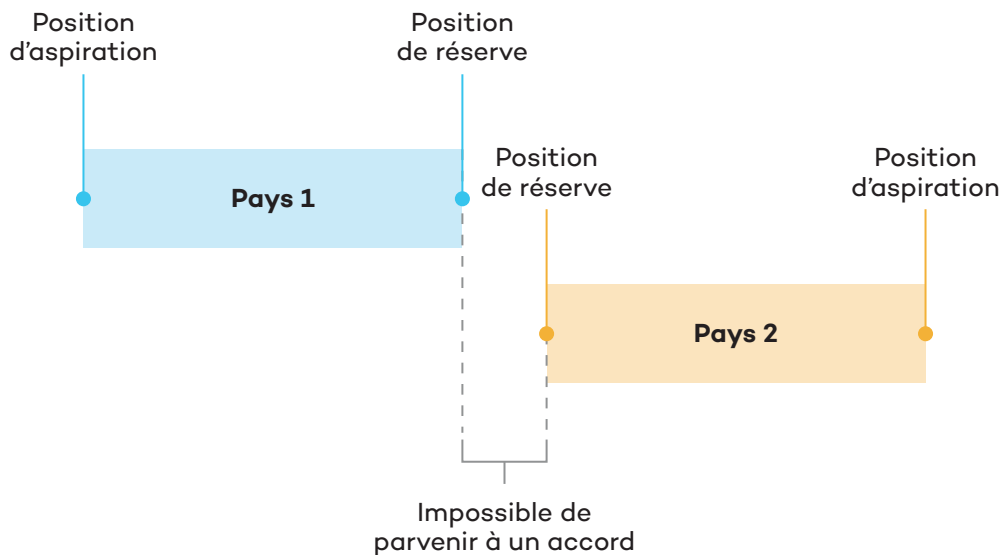 Position
d'aspiration
Position
de réserve
Pays 1
Position
de réserve
Position
d'aspiration
Pays 2
Impossible de
parvenir à un accord